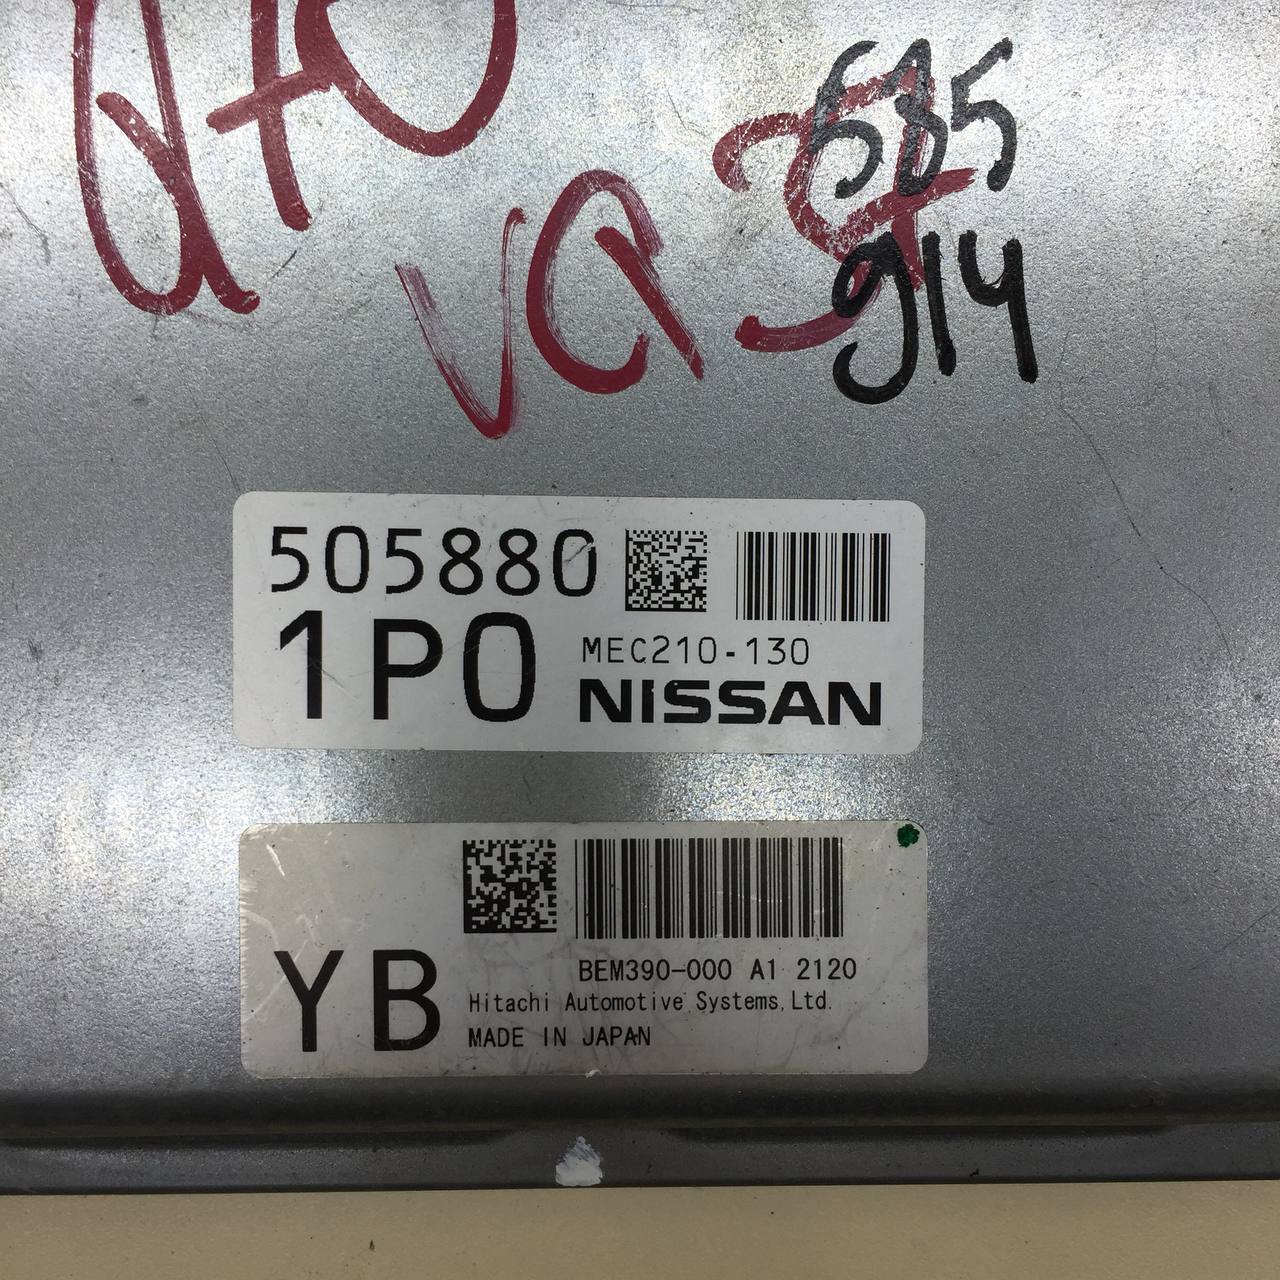 685
914
VQ
505880
1P0
MEC210-130
NISSAN
YB
BEM390-000 A1 2120
Hitachi Automotive Systems,Ltd.
MADE IN JAPAN